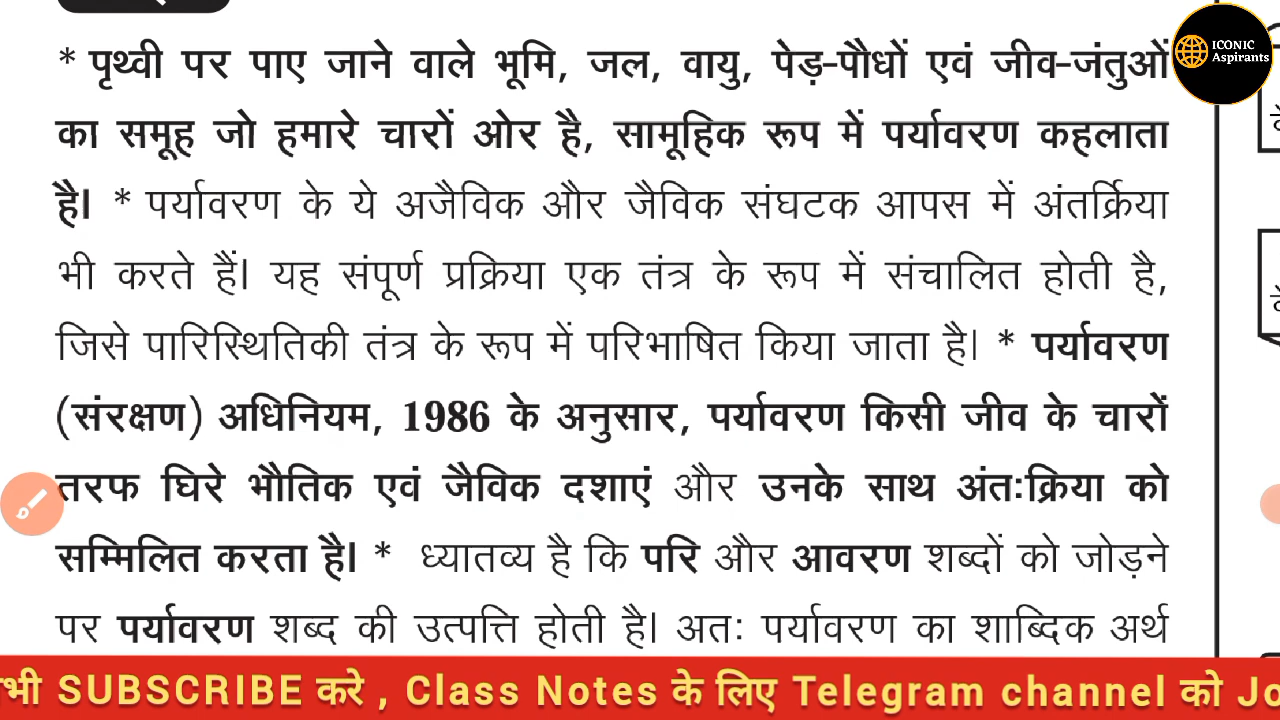 * पृथ्वी पर पाए जाने वाले भूमि, जल, वायु, पेड़-पौधों एवं जीव-जंतुओं
का समूह जो हमारे चारों ओर है, सामूहिक रूप में पर्यावरण कहलाता
है। * पर्यावरण के ये अजैविक और जैविक संघटक आपस में अंतर्क्रिया
भी करते हैं। यह संपूर्ण प्रक्रिया एक तंत्र के रूप में संचालित होती है,
जिसे पारिस्थितिकी तंत्र के रूप में परिभाषित किया जाता है। * पर्यावरण
(संरक्षण) अधिनियम, 1986 के अनुसार, पर्यावरण किसी जीव के चारों
तरफ घिरे भौतिक एवं जैविक दशाएं और उनके साथ अंतःक्रिया को
सम्मिलित करता है। * ध्यातव्य है कि परि और आवरण शब्दों को जोड़ने
पर पर्यावरण शब्द की उत्पत्ति होती है। अतः पर्यावरण का शाब्दिक अर्थ
ICONIC
Aspirants
भी SUBSCRIBE करे , Class Notes के लिए Telegram channel को